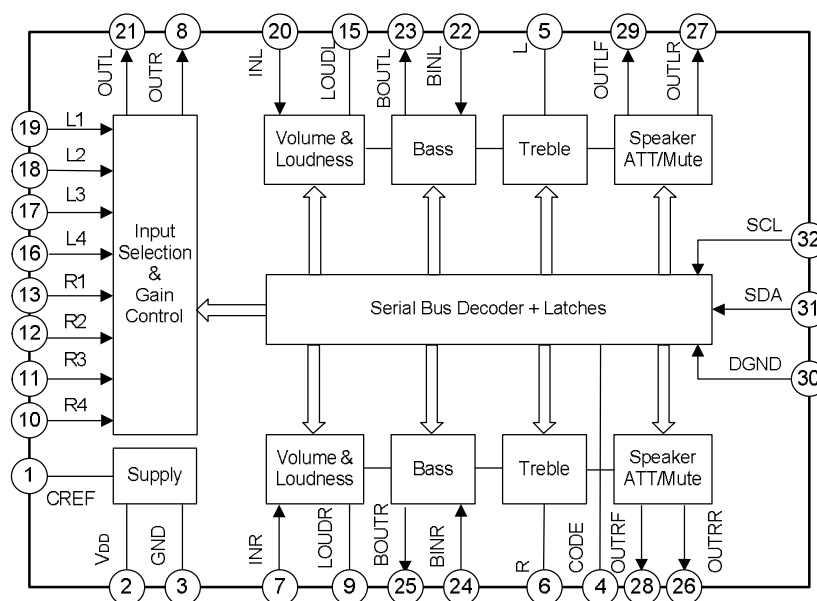 21
8
20
15
23
22
5
29
27
OUTL
OUTR
INL
LOUDL
BOUTL
BINL
L
OUTLF
OUTLR
19
L1
18
L2
17
L3
16
L4
13
R1
12
R2
11
R3
10
R4
Input
Selection
&
Gain
Control
Volume &
Loudness
Bass
Treble
Speaker
ATT/Mute
SCL
32
Serial Bus Decoder + Latches
SDA
31
DGND
30
1
CREF
Supply
Volume &
Loudness
Bass
Treble
Speaker
ATT/Mute
VDD
GND
INR
LOUDR
BOUTR
BINR
R
CODE
OUTRF
OUTRR
2
3
7
9
25
24
6
4
28
26